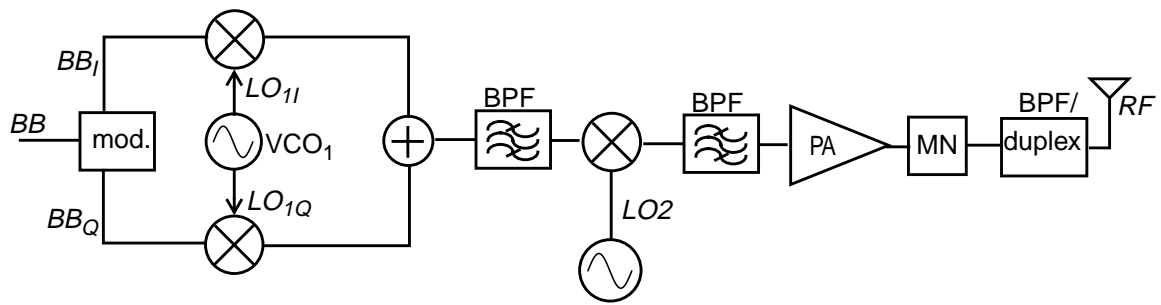 BB
BB_I
BB_Q
mod.
LO_1I
VCO_1
LO_1Q
BPF
LO2
BPF
PA
MN
BPF/
duplex
RF